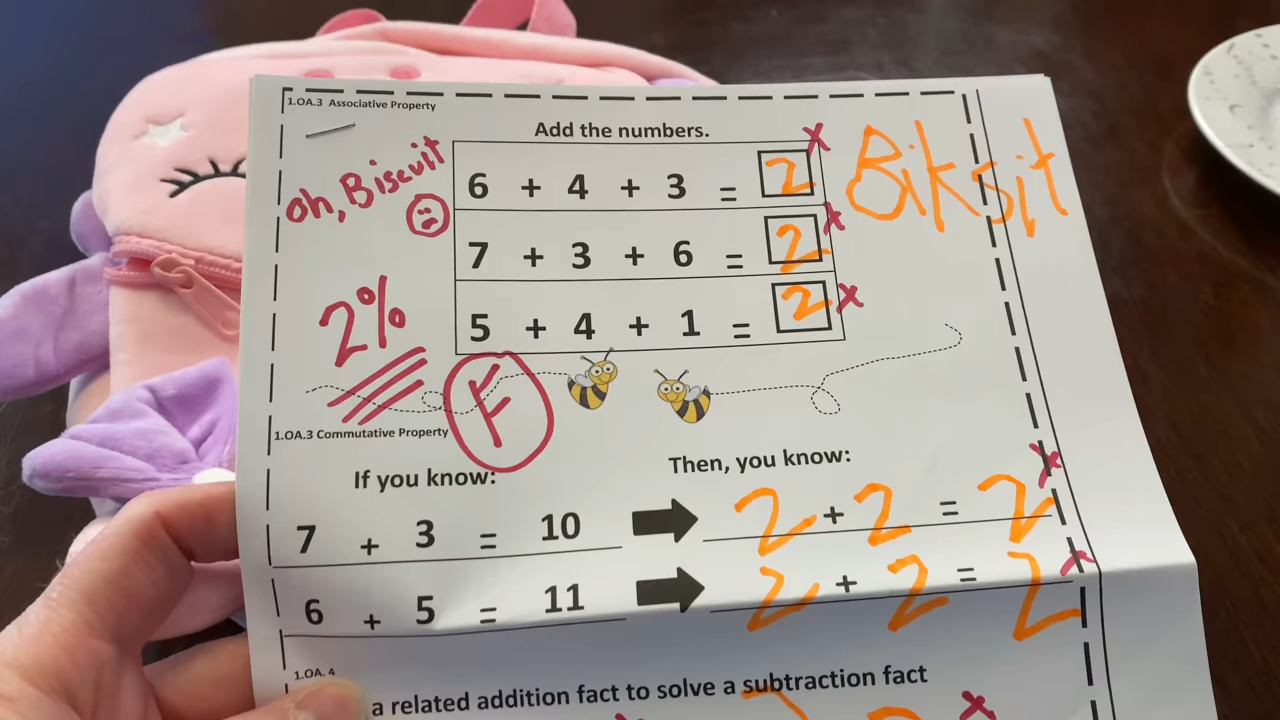 1.OA.3 Associative Property
Add the numbers.
oh, Biscuit
6 + 4 + 3 = 2 x
Biksit
7 + 3 + 6 = 2 x
5 + 4 + 1 = 2 x
2%
F
1.OA.3 Commutative Property
If you know:
Then, you know:
7 + 3 = 10
2 + 2 = 2 x
6 + 5 = 11
2 + 2 = 2 x
1.OA. 4
a related addition fact to solve a subtraction fact
x